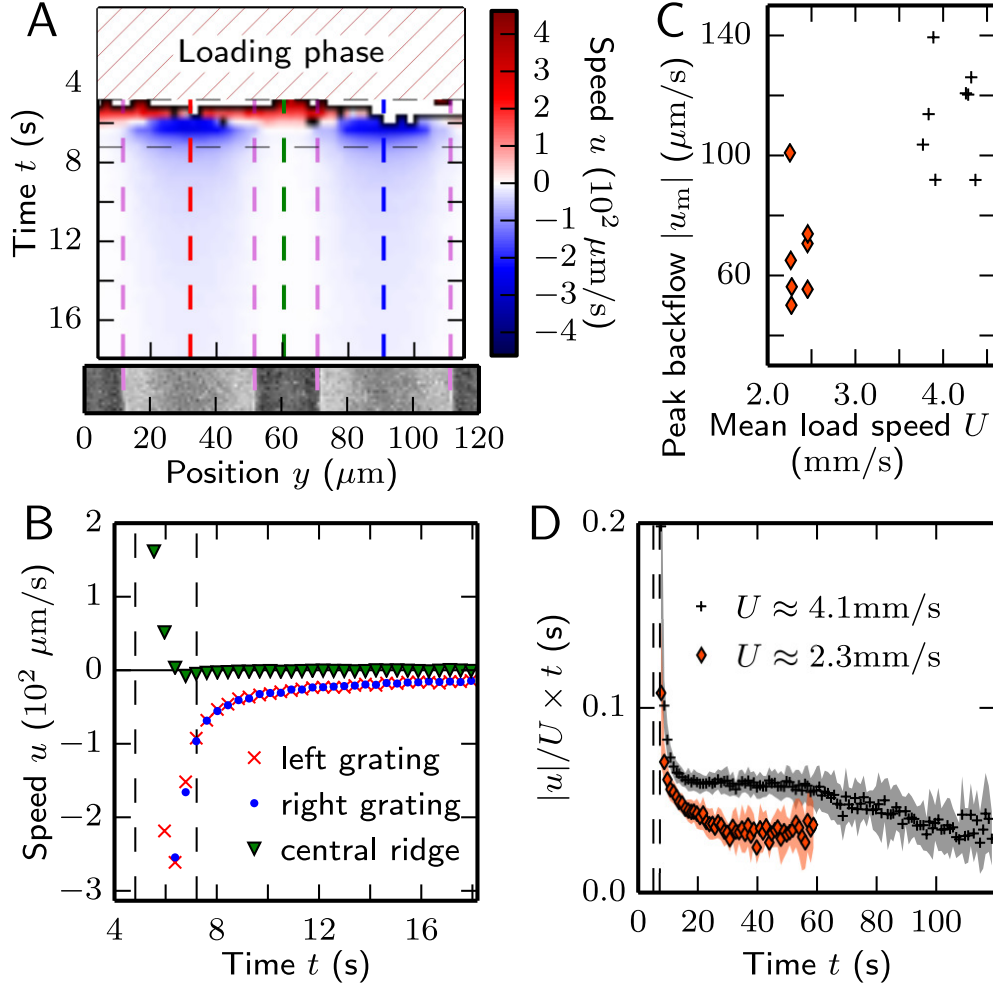 A
Loading phase
4
8
12
16
Time t (s)
4
3
2
1
0
−1
−2
−3
−4
Speed u (10² μm/s)
0 20 40 60 80 100 120
Position y (μm)
C
140
100
60
Peak backflow |uₘ| (μm/s)
2.0 3.0 4.0
Mean load speed U
(mm/s)
B
2
1
0
−1
−2
−3
Speed u (10² μm/s)
left grating
right grating
central ridge
4 8 12 16
Time t (s)
D
0.2
0.1
0.0
|u|/U × t (s)
U ≈ 4.1mm/s
U ≈ 2.3mm/s
0 20 40 60 80 100
Time t (s)